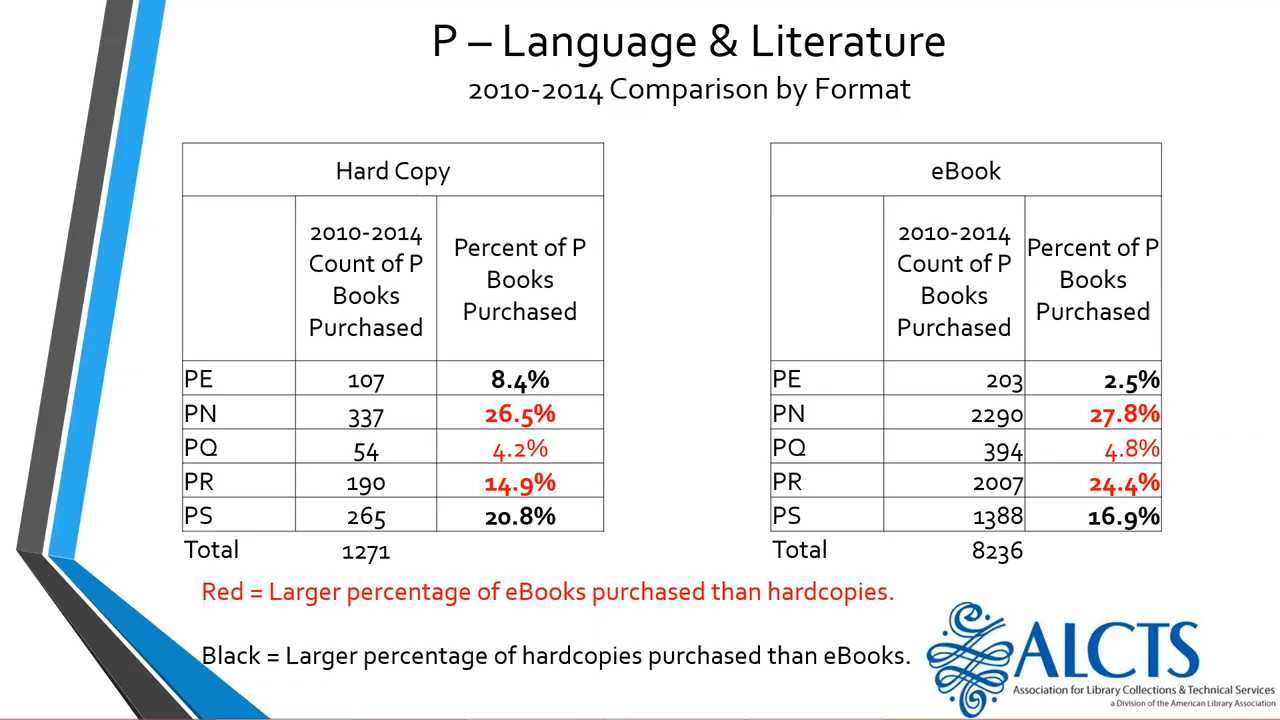 P – Language & Literature
2010-2014 Comparison by Format
Hard Copy
2010-2014
Count of P
Books
Purchased
Percent of P
Books
Purchased
PE 107 8.4%
PN 337 26.5%
PQ 54 4.2%
PR 190 14.9%
PS 265 20.8%
Total 1271
eBook
2010-2014
Count of P
Books
Purchased
Percent of P
Books
Purchased
PE 203 2.5%
PN 2290 27.8%
PQ 394 4.8%
PR 2007 24.4%
PS 1388 16.9%
Total 8236
Red = Larger percentage of eBooks purchased than hardcopies.
Black = Larger percentage of hardcopies purchased than eBooks.
ALCTS
Association for Library Collections & Technical Services
a Division of the American Library Association